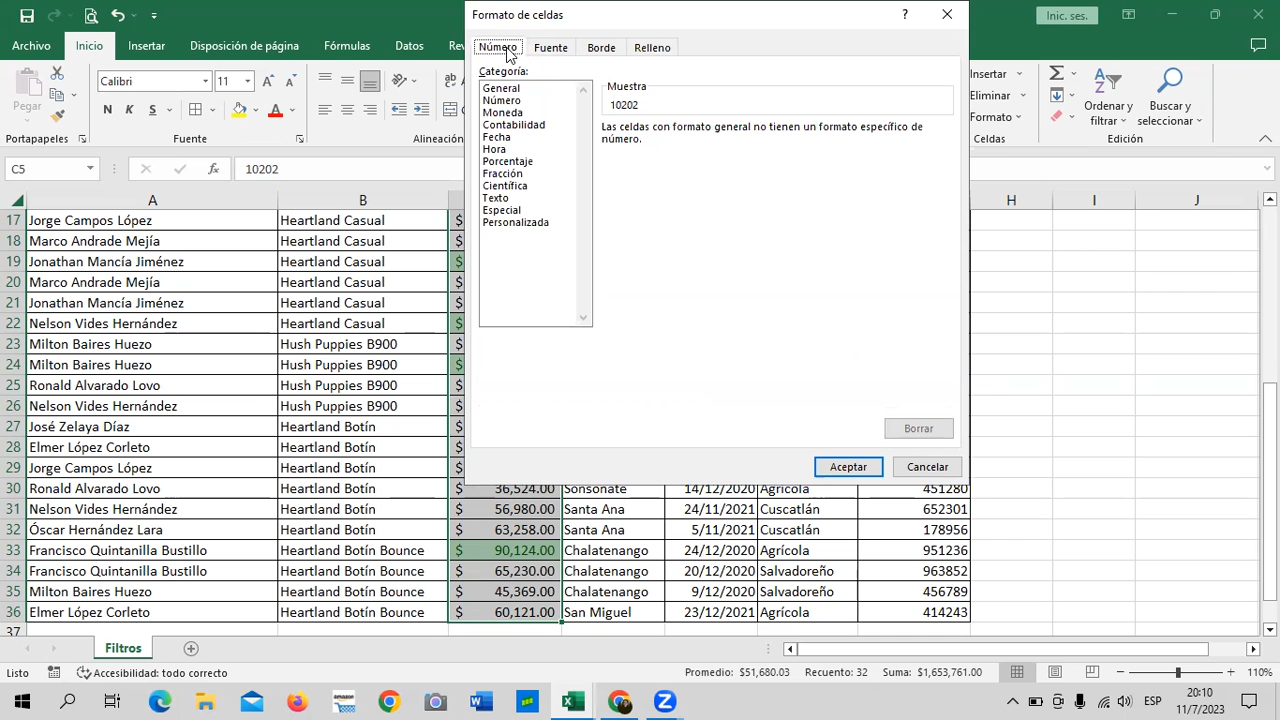 Formato de celdas
?
Inic. ses.
Archivo Inicio Insertar Disposición de página Fórmulas Datos
Número Fuente Borde Relleno
Pegar
Portapapeles
Calibri 11
N K S
Fuente
ab
Alineación
Insertar
Eliminar
Formato
Celdas
Ordenar y filtrar
Buscar y seleccionar
Edición
Categoría:
General
Número
Moneda
Contabilidad
Fecha
Hora
Porcentaje
Fracción
Científica
Texto
Especial
Personalizada
Muestra
10202
Las celdas con formato general no tienen un formato específico de
número.
Borrar
Aceptar Cancelar
C5 fx 10202
A B H I J
17 Jorge Campos López Heartland Casual $
18 Marco Andrade Mejía Heartland Casual $
19 Jonathan Mancía Jiménez Heartland Casual $
20 Marco Andrade Mejía Heartland Casual $
21 Jonathan Mancía Jiménez Heartland Casual $
22 Nelson Vides Hernández Heartland Casual $
23 Milton Baires Huezo Hush Puppies B900 $
24 Milton Baires Huezo Hush Puppies B900 $
25 Ronald Alvarado Lovo Hush Puppies B900 $
26 Nelson Vides Hernández Hush Puppies B900 $
27 José Zelaya Díaz Heartland Botín $
28 Elmer López Corleto Heartland Botín $
29 Jorge Campos López Heartland Botín $
30 Ronald Alvarado Lovo Heartland Botín $ 36,524.00 Sonsonate 14/12/2020 Agrícola 451280
31 Nelson Vides Hernández Heartland Botín $ 56,980.00 Santa Ana 24/11/2021 Cuscatlán 652301
32 Óscar Hernández Lara Heartland Botín $ 63,258.00 Santa Ana 5/11/2021 Cuscatlán 178956
33 Francisco Quintanilla Bustillo Heartland Botín Bounce $ 90,124.00 Chalatenango 24/12/2020 Agrícola 951236
34 Francisco Quintanilla Bustillo Heartland Botín Bounce $ 65,230.00 Chalatenango 20/12/2020 Salvadoreño 963852
35 Milton Baires Huezo Heartland Botín Bounce $ 45,369.00 Chalatenango 9/12/2020 Salvadoreño 456789
36 Elmer López Corleto Heartland Botín Bounce $ 60,121.00 San Miguel 23/12/2021 Agrícola 414243
37
Filtros
Listo Accesibilidad: todo correcto Promedio: $51,680.03 Recuento: 32 Suma: $1,653,761.00 110%
ESP 20:10
11/7/2023